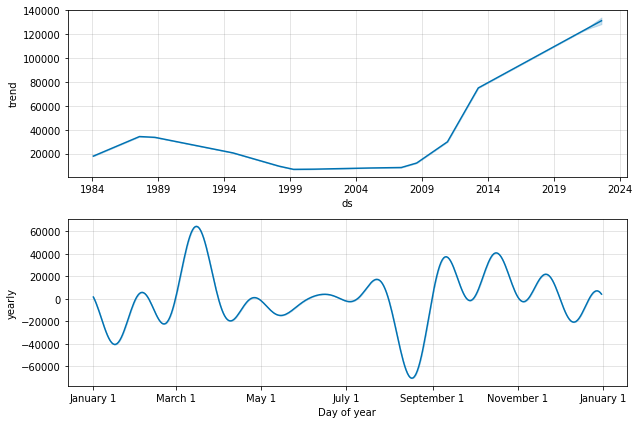 140000
120000
100000
80000
60000
40000
20000
trend
1984 1989 1994 1999 2004 2009 2014 2019 2024
ds
60000
40000
20000
0
−20000
−40000
−60000
yearly
January 1 March 1 May 1 July 1 September 1 November 1 January 1
Day of year